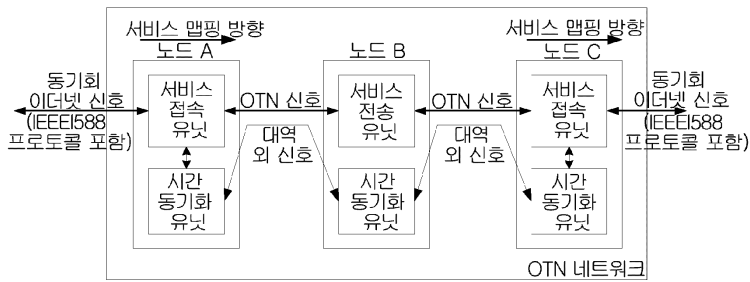 서비스 맵핑 방향
서비스 맵핑 방향
노드 A
노드 B
노드 C
동기회
이더넷 신호
(IEEEI588
프로토콜 포함)
서비스
접속
유닛
OTN 신호
서비스
전송
유닛
OTN 신호
서비스
접속
유닛
동기회
이더넷 신호
(IEEEI588
프로토콜 포함)
대역
외 신호
대역
외 신호
시간
동기화
유닛
시간
동기화
유닛
시간
동기화
유닛
OTN 네트워크